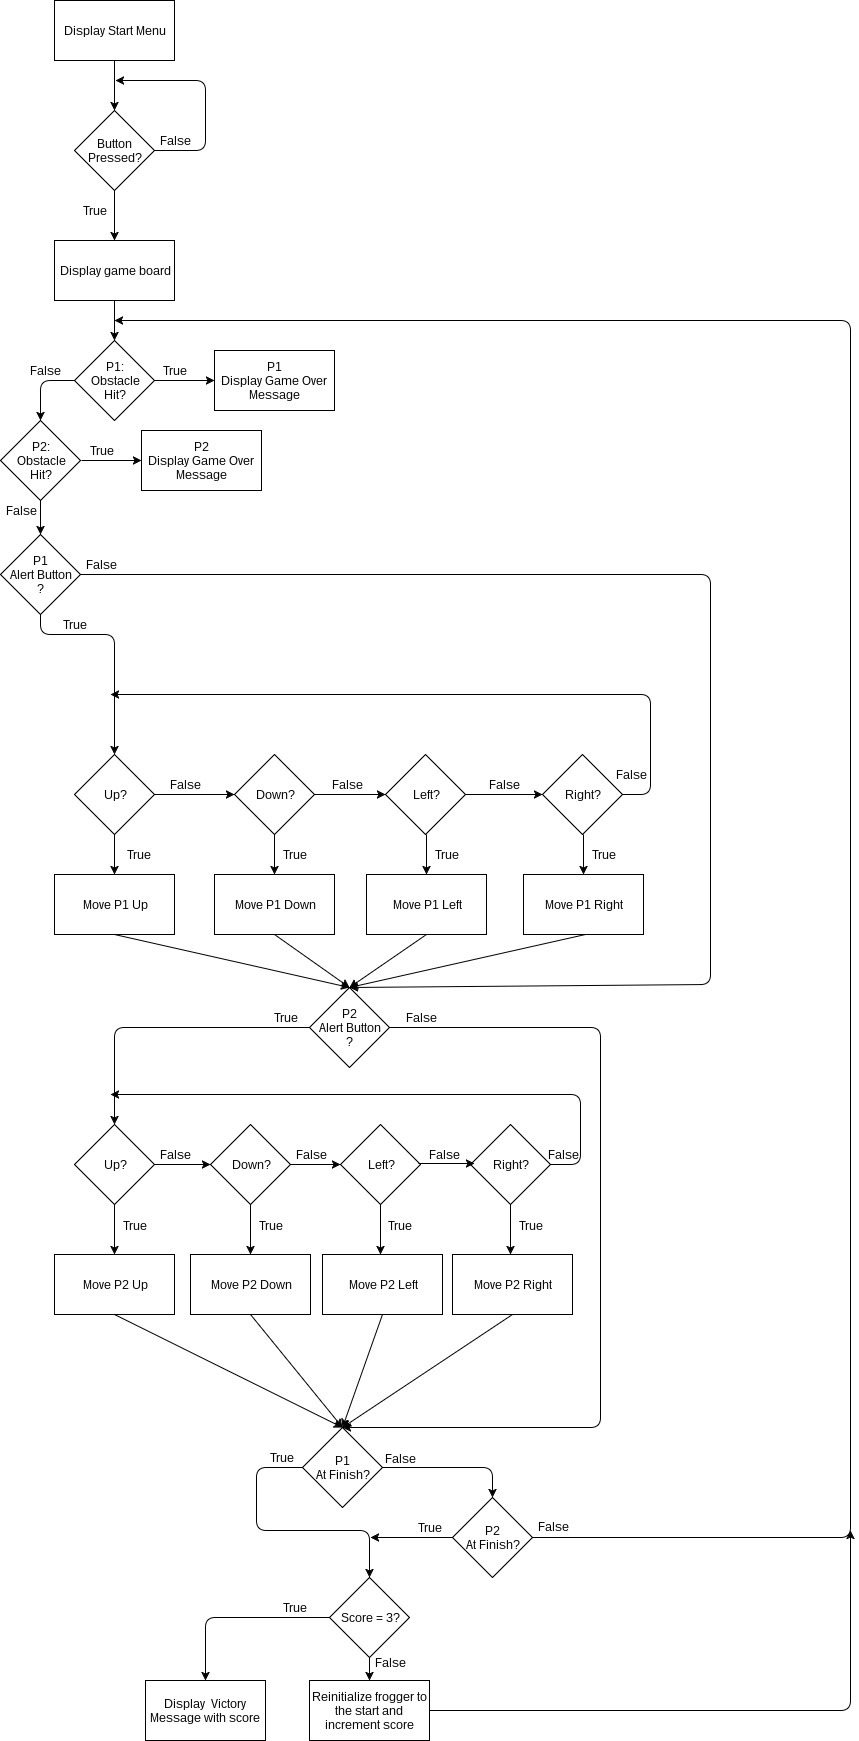 Display Start Menu
Button
Pressed?
False
True
Display game board
P1:
Obstacle
Hit?
False
True
P1
Display Game Over
Message
P2:
Obstacle
Hit?
True
P2
Display Game Over
Message
False
P1
Alert Button
?
False
True
Up?
False
Down?
False
Left?
False
Right?
False
True
True
True
True
Move P1 Up
Move P1 Down
Move P1 Left
Move P1 Right
P2
Alert Button
?
True
False
Up?
False
Down?
False
Left?
False
Right?
False
True
True
True
True
Move P2 Up
Move P2 Down
Move P2 Left
Move P2 Right
P1
At Finish?
True
False
P2
At Finish?
True
False
Score = 3?
True
False
Display  Victory
Message with score
Reinitialize frogger to
the start and
increment score